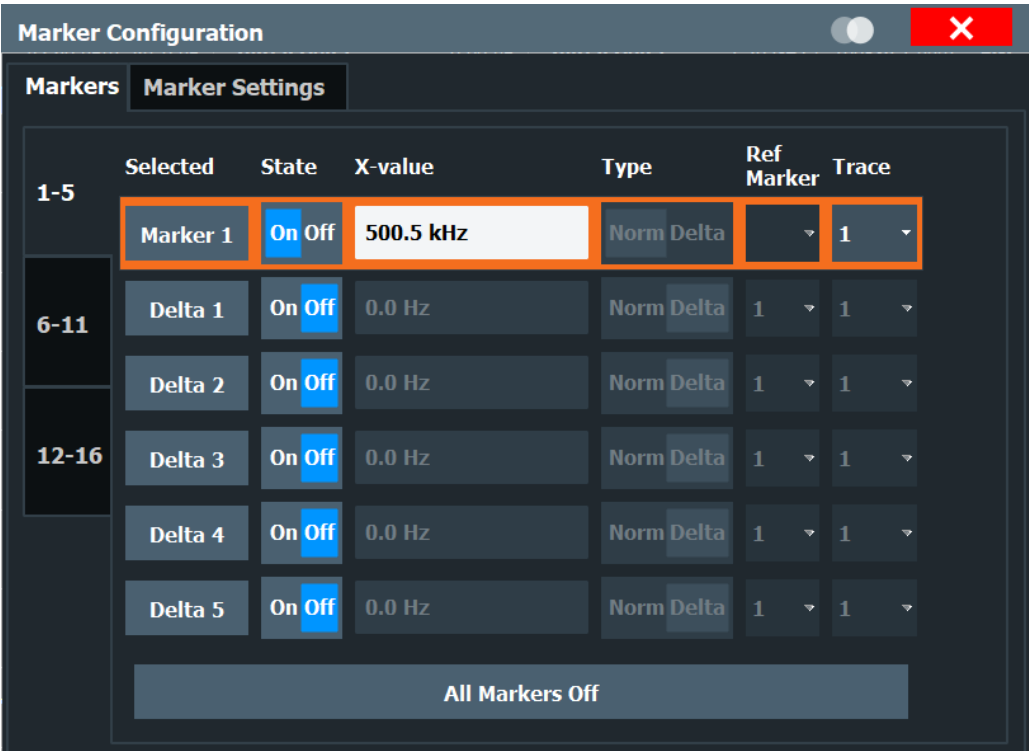 Marker Configuration
Markers Marker Settings
Selected State X-value Type Ref Marker Trace
1-5
Marker 1 On Off 500.5 kHz Norm Delta 1
Delta 1 On Off 0.0 Hz Norm Delta 1 1
6-11
Delta 2 On Off 0.0 Hz Norm Delta 1 1
12-16
Delta 3 On Off 0.0 Hz Norm Delta 1 1
Delta 4 On Off 0.0 Hz Norm Delta 1 1
Delta 5 On Off 0.0 Hz Norm Delta 1 1
All Markers Off